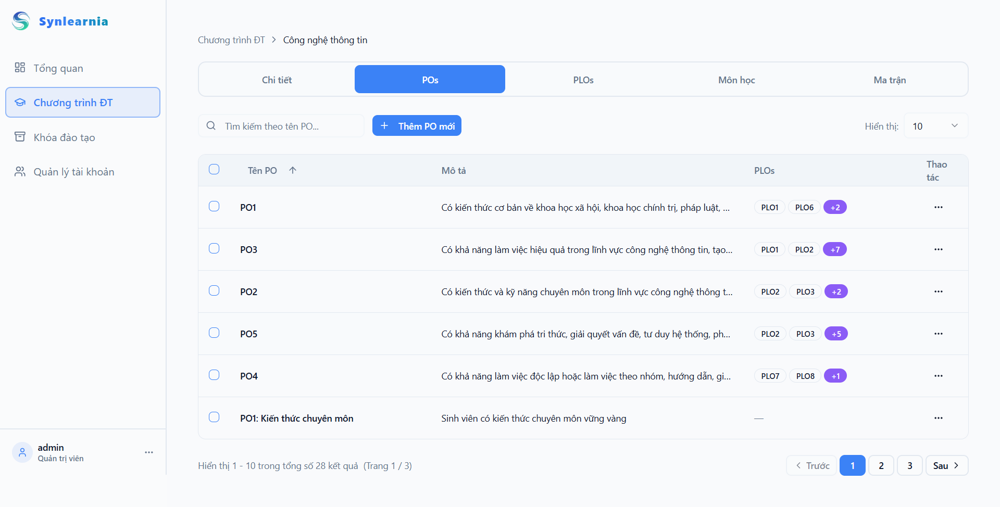 Synlearnia
Tổng quan
Chương trình ĐT
Khóa đào tạo
Quản lý tài khoản
admin
Quản trị viên
Chương trình ĐT > Công nghệ thông tin
Chi tiết POs PLOs Môn học Ma trận
Tìm kiếm theo tên PO... + Thêm PO mới Hiển thị: 10
Tên PO ↑ Mô tả PLOs Thao tác
PO1 Có kiến thức cơ bản về khoa học xã hội, khoa học chính trị, pháp luật, ... PLO1 PLO6 +2 ...
PO3 Có khả năng làm việc hiệu quả trong lĩnh vực công nghệ thông tin, tạo... PLO1 PLO2 +7 ...
PO2 Có kiến thức và kỹ năng chuyên môn trong lĩnh vực công nghệ thông t... PLO2 PLO3 +2 ...
PO5 Có khả năng khám phá tri thức, giải quyết vấn đề, tư duy hệ thống, ph... PLO2 PLO3 +5 ...
PO4 Có khả năng làm việc độc lập hoặc làm việc theo nhóm, hướng dẫn, gi... PLO7 PLO8 +1 ...
PO1: Kiến thức chuyên môn Sinh viên có kiến thức chuyên môn vững vàng — ...
Hiển thị 1 - 10 trong tổng số 28 kết quả (Trang 1 / 3) < Trước 1 2 3 Sau >